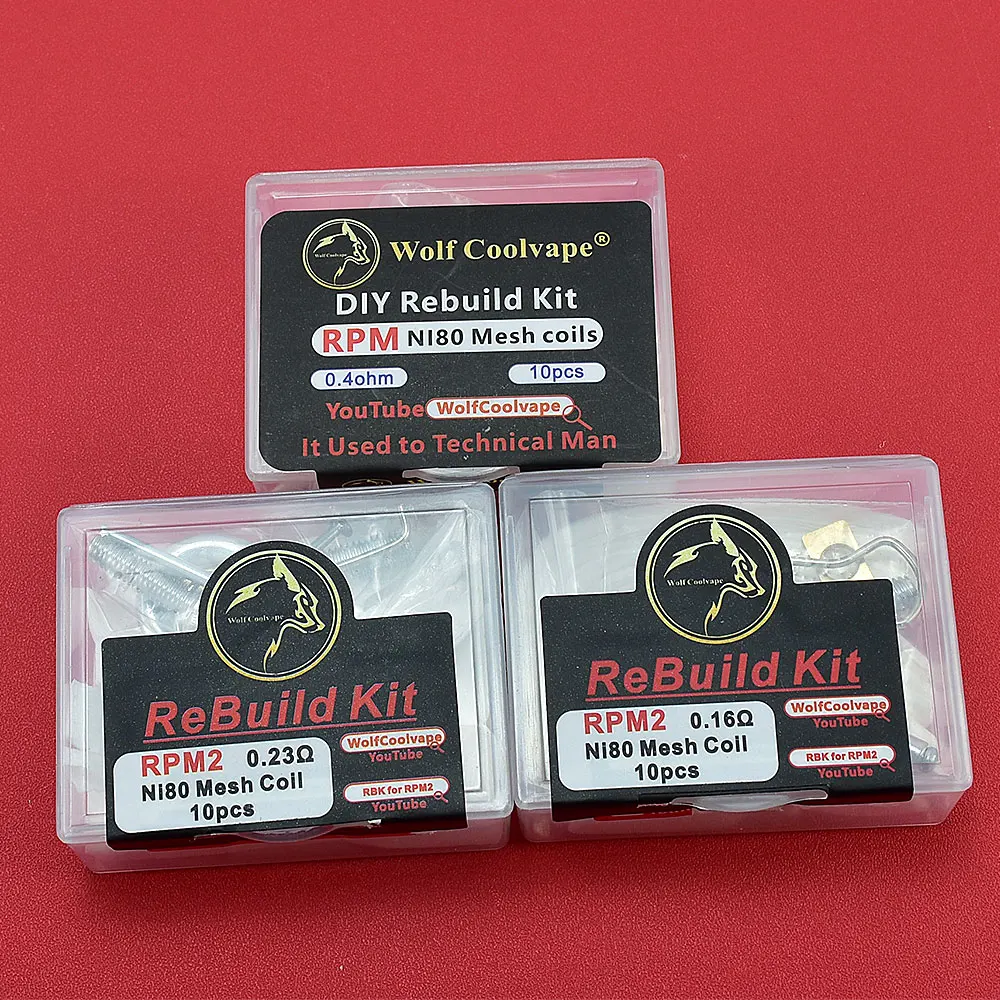 Wolf Coolvape
Wolf Coolvape®
DIY Rebuild Kit
RPM NI80 Mesh coils
0.4ohm
10pcs
YouTube WolfCoolvape
It Used to Technical Man
Wolf Coolvape
ReBuild Kit
RPM2 0.23Ω
Ni80 Mesh Coil
10pcs
WolfCoolvape
YouTube
RBK for RPM2
YouTube
Wolf Coolvape
ReBuild Kit
RPM2 0.16Ω
Ni80 Mesh Coil
10pcs
WolfCoolvape
YouTube
RBK for RPM2
YouTube